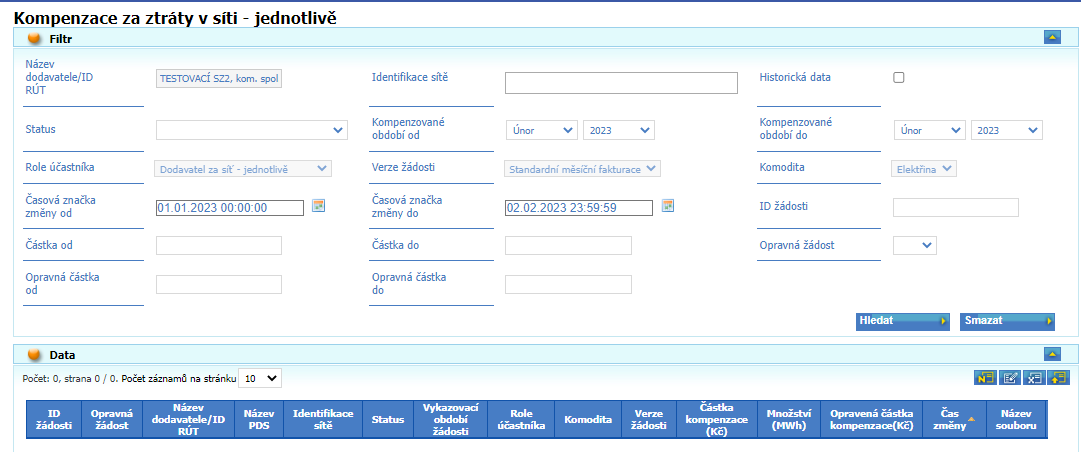 Kompenzace za ztráty v síti - jednotlivě
Filtr
Název
dodavatele/ID
RÚT
TESTOVACÍ SZ2, kom. spol
Identifikace sítě
Historická data
Status
Kompenzované
období od
Únor
2023
Kompenzované
období do
Únor
2023
Role účastníka
Dodavatel za síť - jednotlivě
Verze žádosti
Standardní měsíční fakturace
Komodita
Elektřina
Časová značka
změny od
01.01.2023 00:00:00
Časová značka
změny do
02.02.2023 23:59:59
ID žádosti
Částka od
Částka do
Opravná žádost
Opravná částka
od
Opravná částka
do
Hledat
Smazat
Data
Počet: 0, strana 0 / 0. Počet záznamů na stránku 10
ID
žádosti
Opravná
žádost
Název
dodavatele/ID
RÚT
Název
PDS
Identifikace
sítě
Status
Vykazovací
období
žádosti
Role
účastníka
Komodita
Verze
žádosti
Částka
kompenzace
(Kč)
Množství
(MWh)
Opravená částka
kompenzace(Kč)
Čas
změny
Název
souboru